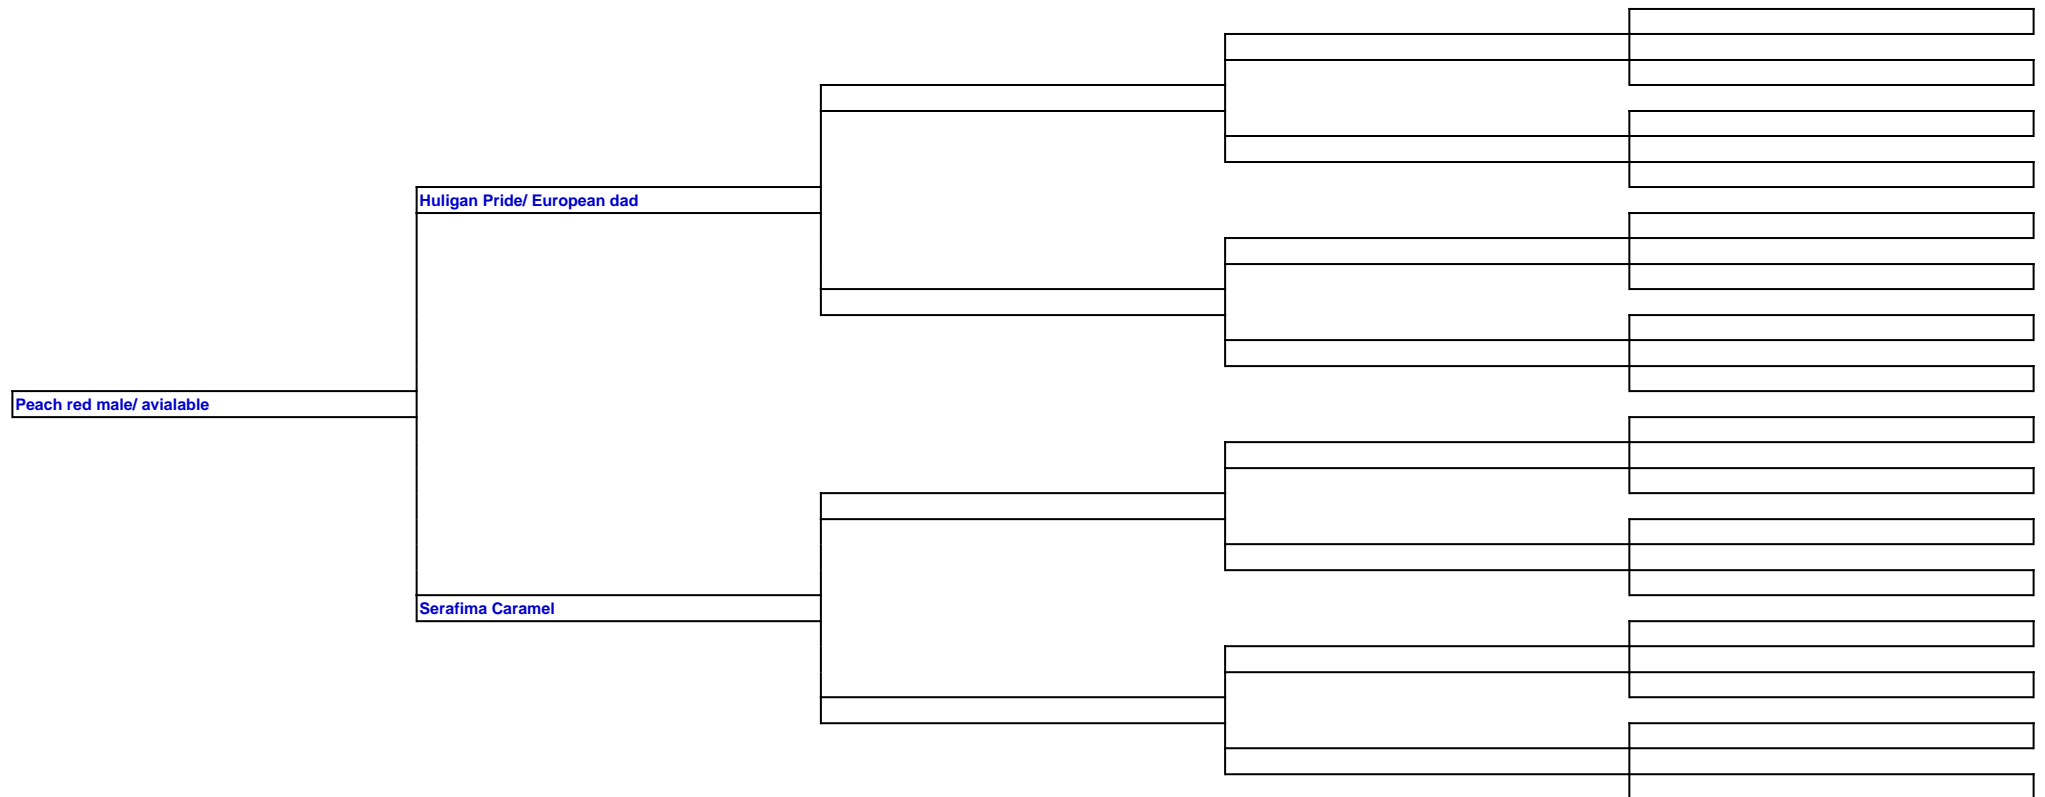 Huligan Pride/ European dad
Peach red male/ avialable
Serafima Caramel